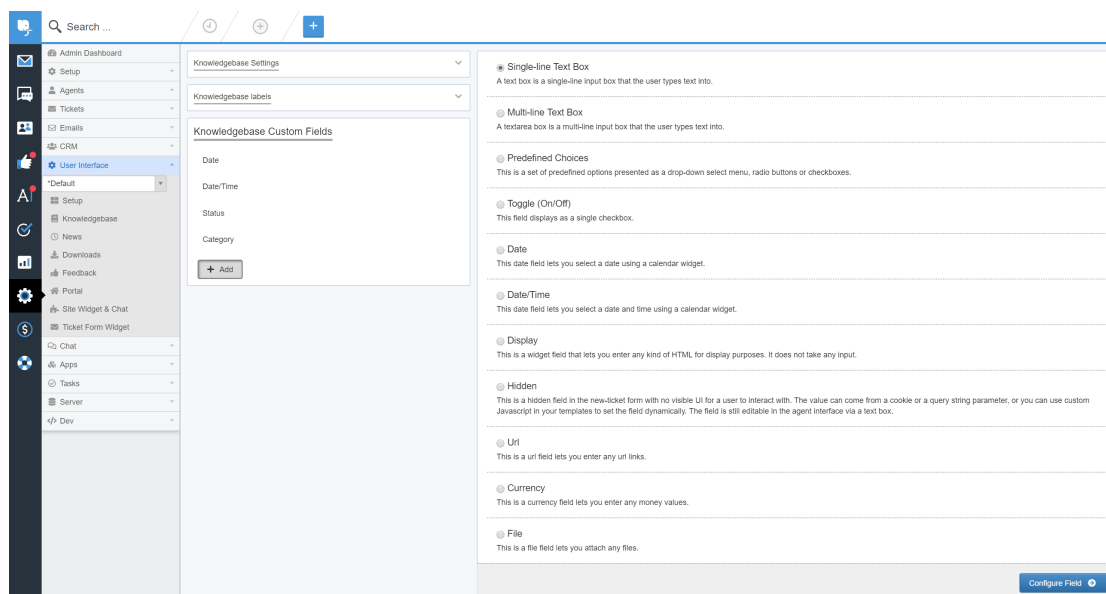 Search ...
Admin Dashboard
Setup
Agents
Tickets
Emails
CRM
User Interface
*Default
Setup
Knowledgebase
News
Downloads
Feedback
Portal
Site Widget & Chat
Ticket Form Widget
Chat
Apps
Tasks
Server
Dev
Knowledgebase Settings
Knowledgebase labels
Knowledgebase Custom Fields
Date
Date/Time
Status
Category
+ Add
Single-line Text Box
A text box is a single-line input box that the user types text into.
Multi-line Text Box
A textarea box is a multi-line input box that the user types text into.
Predefined Choices
This is a set of predefined options presented as a drop-down select menu, radio buttons or checkboxes.
Toggle (On/Off)
This field displays as a single checkbox.
Date
This date field lets you select a date using a calendar widget.
Date/Time
This date field lets you select a date and time using a calendar widget.
Display
This is a widget field that lets you enter any kind of HTML for display purposes. It does not take any input.
Hidden
This is a hidden field in the new-ticket form with no visible UI for a user to interact with. The value can come from a cookie or a query string parameter, or you can use custom
Javascript in your templates to set the field dynamically. The field is still editable in the agent interface via a text box.
Url
This is a url field lets you enter any url links.
Currency
This is a currency field lets you enter any money values.
File
This is a file field lets you attach any files.
Configure Field